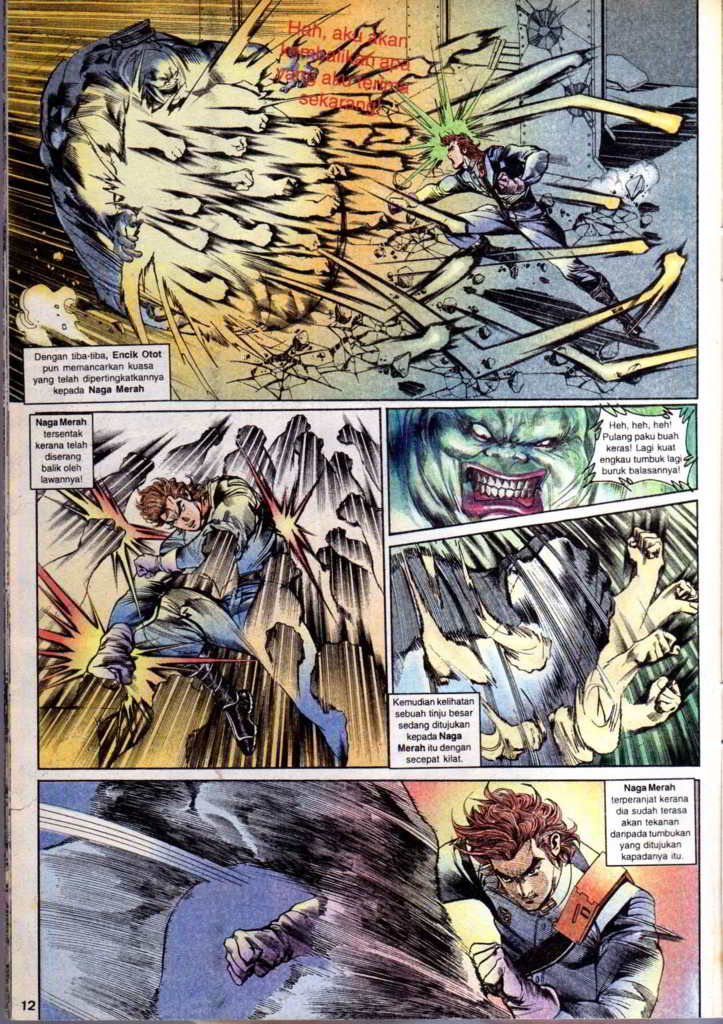 Hah, aku akan
kembalikan apa
yang aku terima
sekarang!
Dengan tiba-tiba, Encik Otot
pun memancarkan kuasa
yang telah dipertingkatkannya
kepada Naga Merah
Naga Merah
tersentak
kerana telah
diserang
balik oleh
lawannya!
Heh, heh, heh!
Pulang paku buah
keras! Lagi kuat
engkau tumbuk lagi
buruk balasannya!
Kemudian kelihatan
sebuah tinju besar
sedang ditujukan
kepada Naga
Merah itu dengan
secepat kilat.
Naga Merah
terperanjat kerana
dia sudah terasa
akan tekanan
daripada tumbukan
yang ditujukan
kapadanya itu.
12